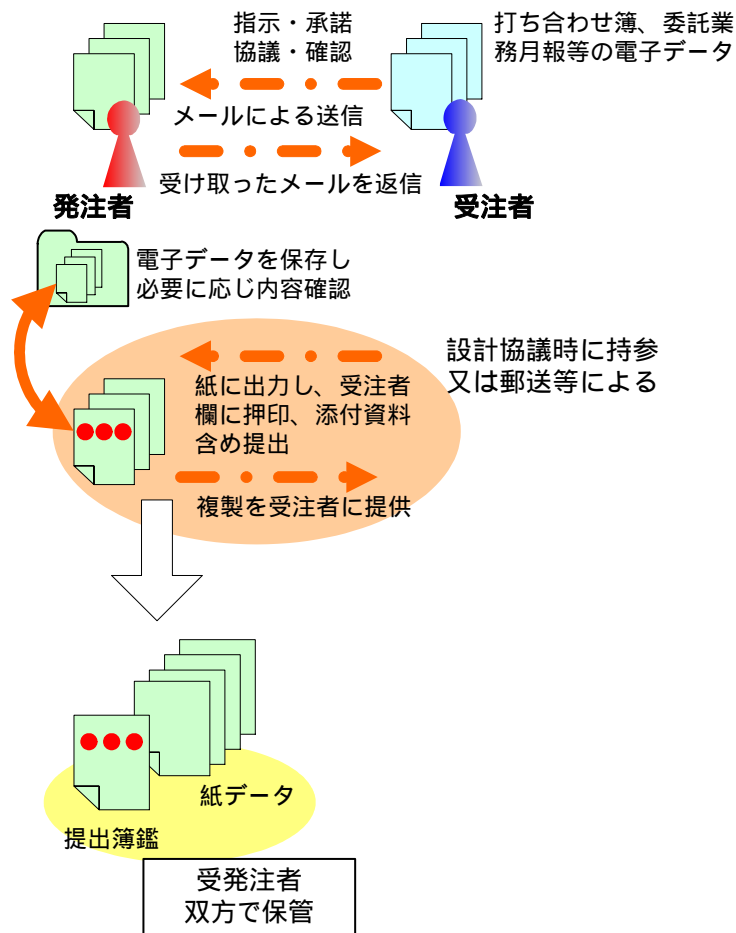 指示・承諾
協議・確認
打ち合わせ簿、委託業
務月報等の電子データ
メールによる送信
受け取ったメールを返信
発注者
受注者
電子データを保存し
必要に応じ内容確認
設計協議時に持参
又は郵送等による
紙に出力し、受注者
欄に押印、添付資料
含め提出
複製を受注者に提供
紙データ
提出簿鑑
受発注者
双方で保管